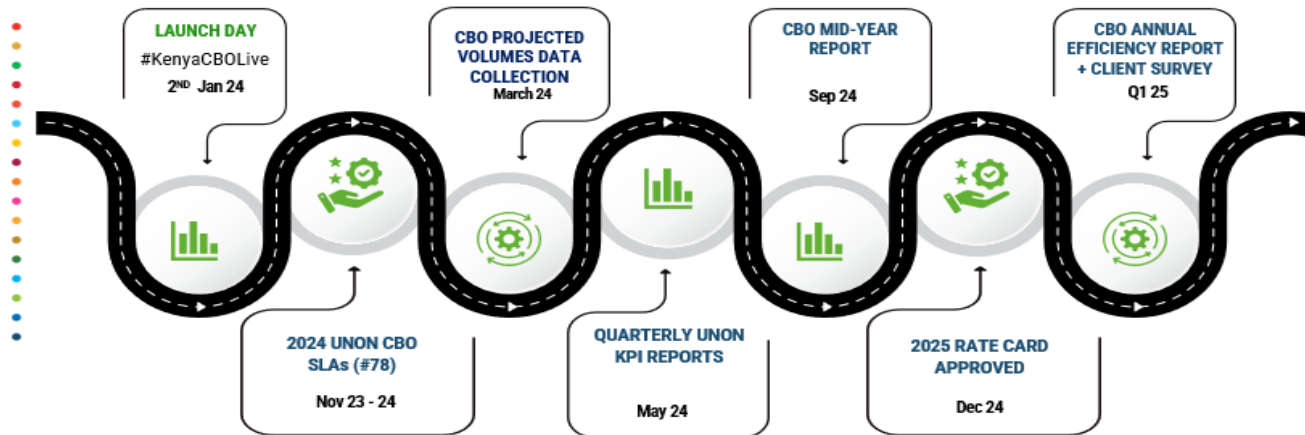 LAUNCH DAY
#KenyaCBOLive
2ND Jan 24
2024 UNON CBO
SLAs (#78)
Nov 23 - 24
CBO PROJECTED
VOLUMES DATA
COLLECTION
March 24
QUARTERLY UNON
KPI REPORTS
May 24
CBO MID-YEAR
REPORT
Sep 24
2025 RATE CARD
APPROVED
Dec 24
CBO ANNUAL
EFFICIENCY REPORT
+ CLIENT SURVEY
Q1 25